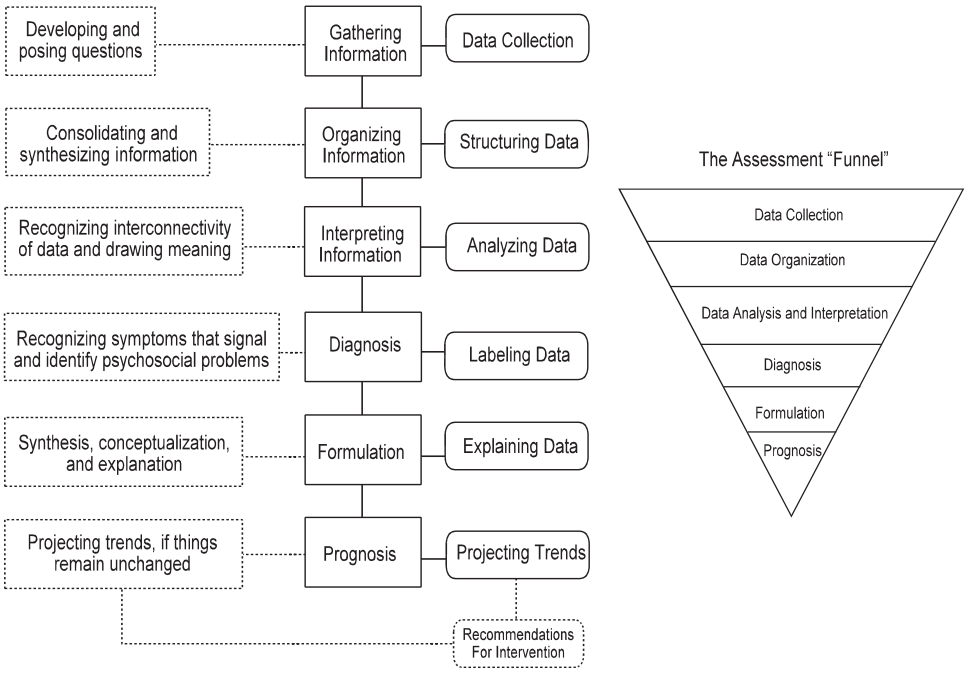 Developing and
posing questions
Gathering
Information
Data Collection
Consolidating and
synthesizing information
Organizing
Information
Structuring Data
Recognizing interconnectivity
of data and drawing meaning
Interpreting
Information
Analyzing Data
Recognizing symptoms that signal
and identify psychosocial problems
Diagnosis
Labeling Data
Synthesis, conceptualization,
and explanation
Formulation
Explaining Data
Projecting trends, if things
remain unchanged
Prognosis
Projecting Trends
Recommendations
For Intervention
The Assessment “Funnel”
Data Collection
Data Organization
Data Analysis and Interpretation
Diagnosis
Formulation
Prognosis